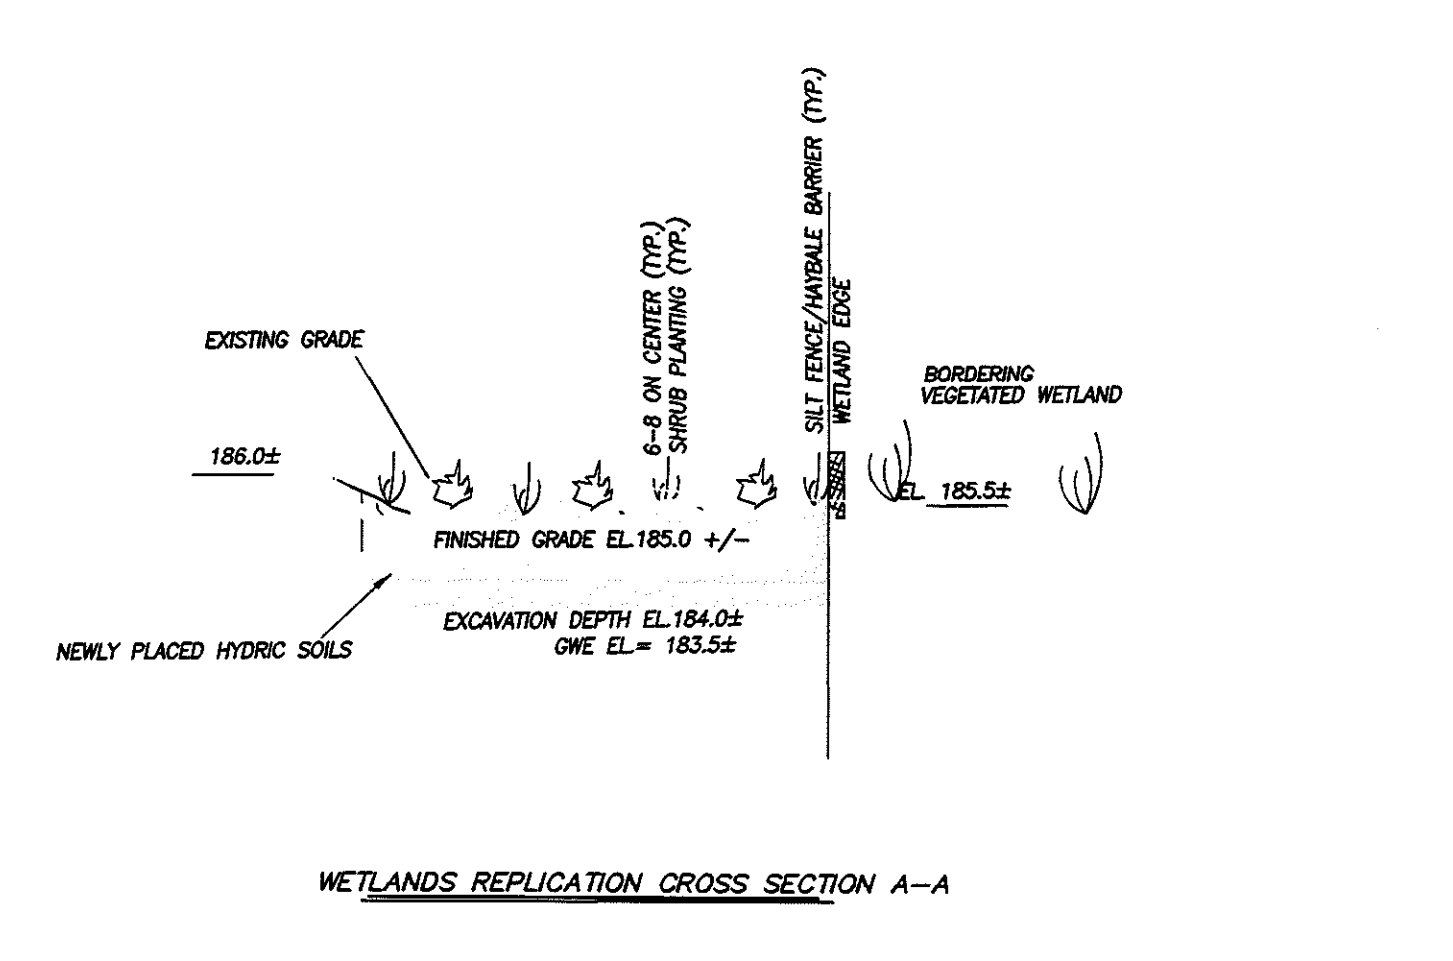 SILT FENCE/HAYBALE BARRIER (TYP.)
WETLAND EDGE
6-8 ON CENTER (TYP.)
SHRUB PLANTING (TYP.)
EXISTING GRADE
BORDERING
VEGETATED WETLAND
186.0±
EL 185.5±
FINISHED GRADE EL.185.0 +/-
EXCAVATION DEPTH EL.184.0±
GWE EL.= 183.5±
NEWLY PLACED HYDRIC SOILS
WETLANDS REPLICATION CROSS SECTION A-A